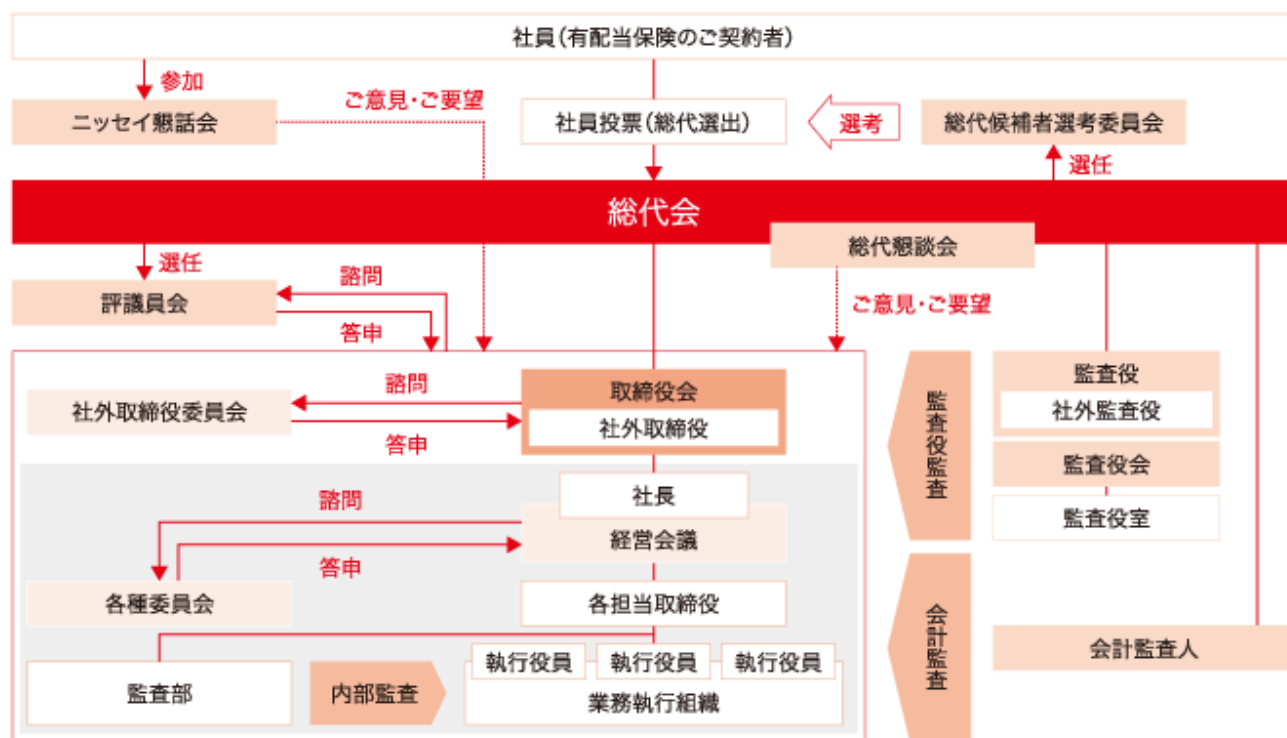 社員(有配当保険のご契約者)
参加
ご意見・ご要望
ニッセイ懇話会
社員投票(総代選出)
選考
総代候補者選考委員会
選任
総代会
総代懇談会
選任
諮問
評議員会
答申
ご意見・ご要望
諮問
取締役会
社外取締役委員会
社外取締役
答申
監査役監査
監査役
社外監査役
監査役会
監査役室
社長
諮問
経営会議
答申
各種委員会
各担当取締役
会計監査
会計監査人
執行役員
執行役員
執行役員
監査部
内部監査
業務執行組織